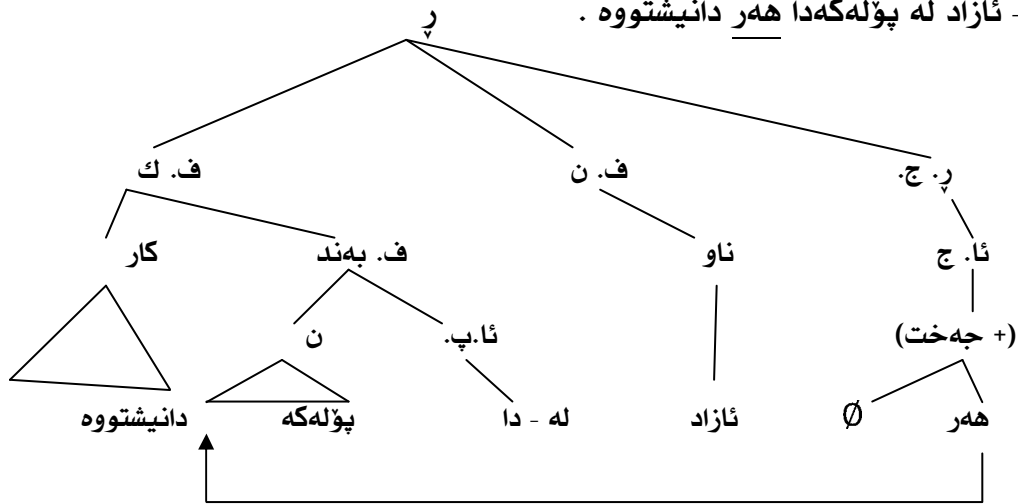 - ئازاد لە پۆلەکەدا هەر دانیشتووە .
ڕ
ڕ. ج. ف. ن ف. ك
ئا. ج ناو ف. بەند کار
(+ جەخت) ئا.پ. ن
هەر Ø ئازاد لە - دا پۆلەکە دانیشتووە